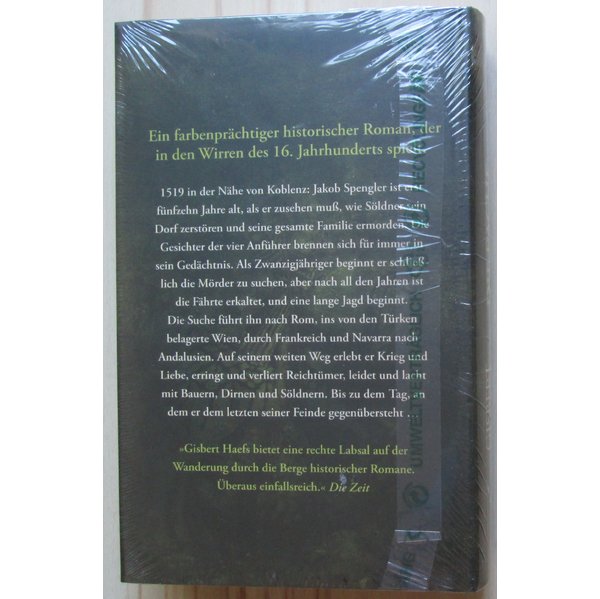 Ein farbenprächtiger historischer Roman, der
in den Wirren des 16. Jahrhunderts spielt
1519 in der Nähe von Koblenz: Jakob Spengler ist erst
fünfzehn Jahre alt, als er zusehen muß, wie Söldner sein
Dorf zerstören und seine gesamte Familie ermorden. Die
Gesichter der vier Anführer brennen sich für immer in
sein Gedächtnis. Als Zwanzigjähriger beginnt er schließ-
lich die Mörder zu suchen, aber nach all den Jahren ist
die Fährte erkaltet, und eine lange Jagd beginnt.
Die Suche führt ihn nach Rom, ins von den Türken
belagerte Wien, durch Frankreich und Navarra nach
Andalusien. Auf seinem weiten Weg erlebt er Krieg und
Liebe, erringt und verliert Reichtümer, leidet und lacht
mit Bauern, Dirnen und Söldnern. Bis zu dem Tag, an
dem er dem letzten seiner Feinde gegenübersteht ...
»Gisbert Haefs bietet eine rechte Labsal auf der
Wanderung durch die Berge historischer Romane.
Überaus einfallsreich.« Die Zeit